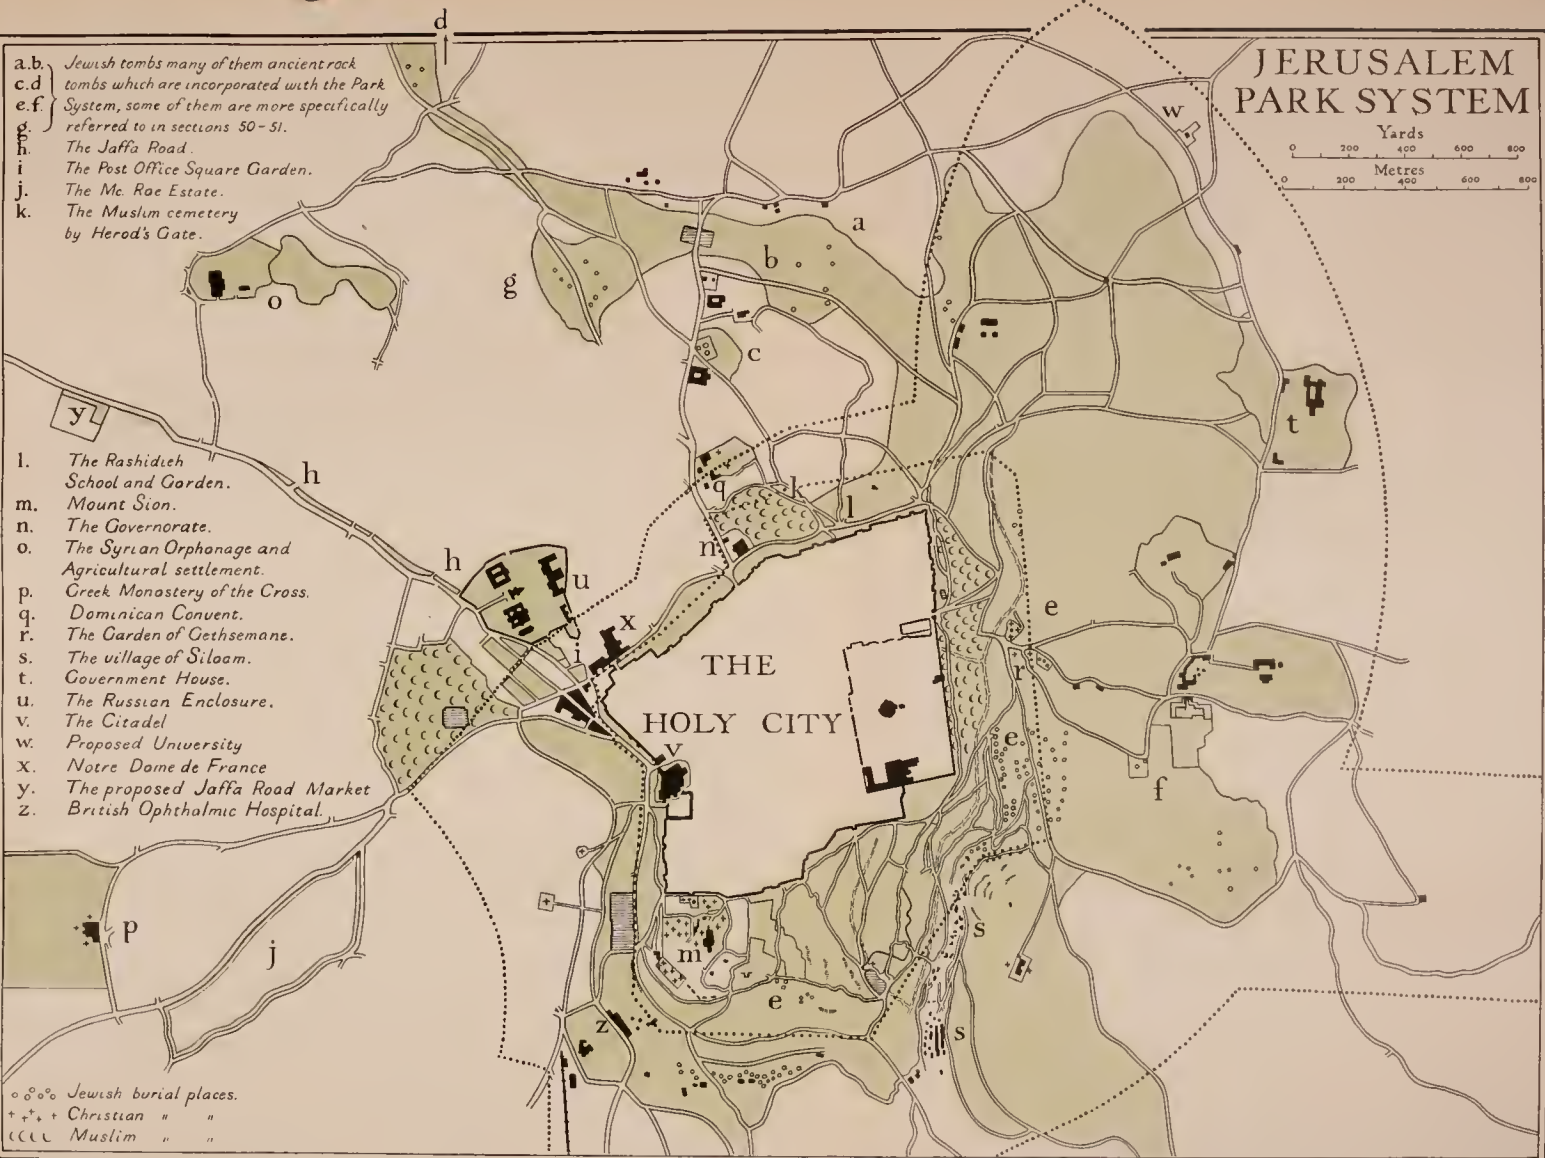 d
a.b. Jewish tombs many of them ancient rock
c.d tombs which are incorporated with the Park
e.f. System, some of them are more specifically
g. referred to in sections 50-51.
h. The Jaffa Road.
i The Post Office Square Garden.
j. The Mc. Rae Estate.
k. The Muslim cemetery
by Herod's Gate.
JERUSALEM
PARK SYSTEM
Yards
0 200 400 600 800
Metres
0 200 400 600 800
w
a
b
g
o
c
y
t
l. The Rashidieh
School and Garden.
m. Mount Sion.
n. The Governorate.
o. The Syrian Orphanage and
Agricultural settlement.
p. Greek Monastery of the Cross.
q. Dominican Convent.
r. The Garden of Gethsemane.
s. The village of Siloam.
t. Government House.
u. The Russian Enclosure.
v. The Citadel
w. Proposed University
x. Notre Dame de France
y. The proposed Jaffa Road Market
z. British Ophthalmic Hospital.
h
q
k
l
n
h
u
e
x
i
r
THE
HOLY CITY
v
e
f
p
j
m
s
e
z
s
Jewish burial places.
Christian " "
Muslim " "